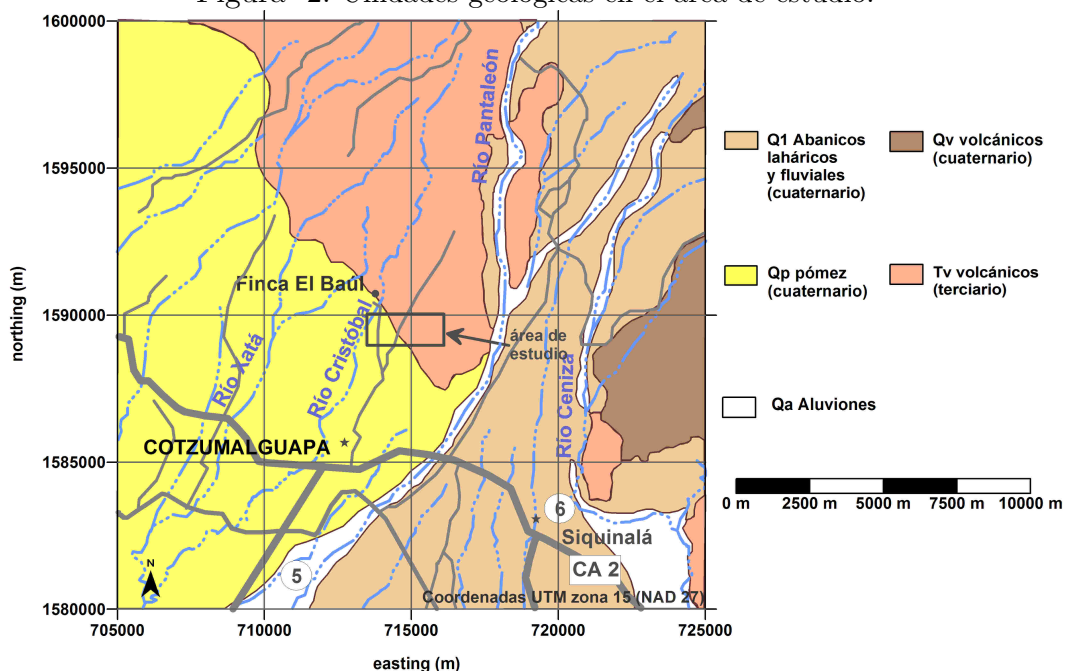 Figura 2: Unidades geológicas en el área de estudio.
1600000
1595000
1590000
1585000
1580000
northing (m)
705000
710000
715000
720000
725000
easting (m)
Río Pantaleón
Finca El Baúl
Río Cristóbal
Río Xatá
área de
estudio
Río Ceniza
COTZUMALGUAPA
6
Siquinalá
CA 2
5
N
Coordenadas UTM zona 15 (NAD 27)
Q1 Abanicos
laháricos
y fluviales
(cuaternario)
Qv volcánicos
(cuaternario)
Qp pómez
(cuaternario)
Tv volcánicos
(terciario)
Qa Aluviones
0 m
2500 m
5000 m
7500 m
10000 m